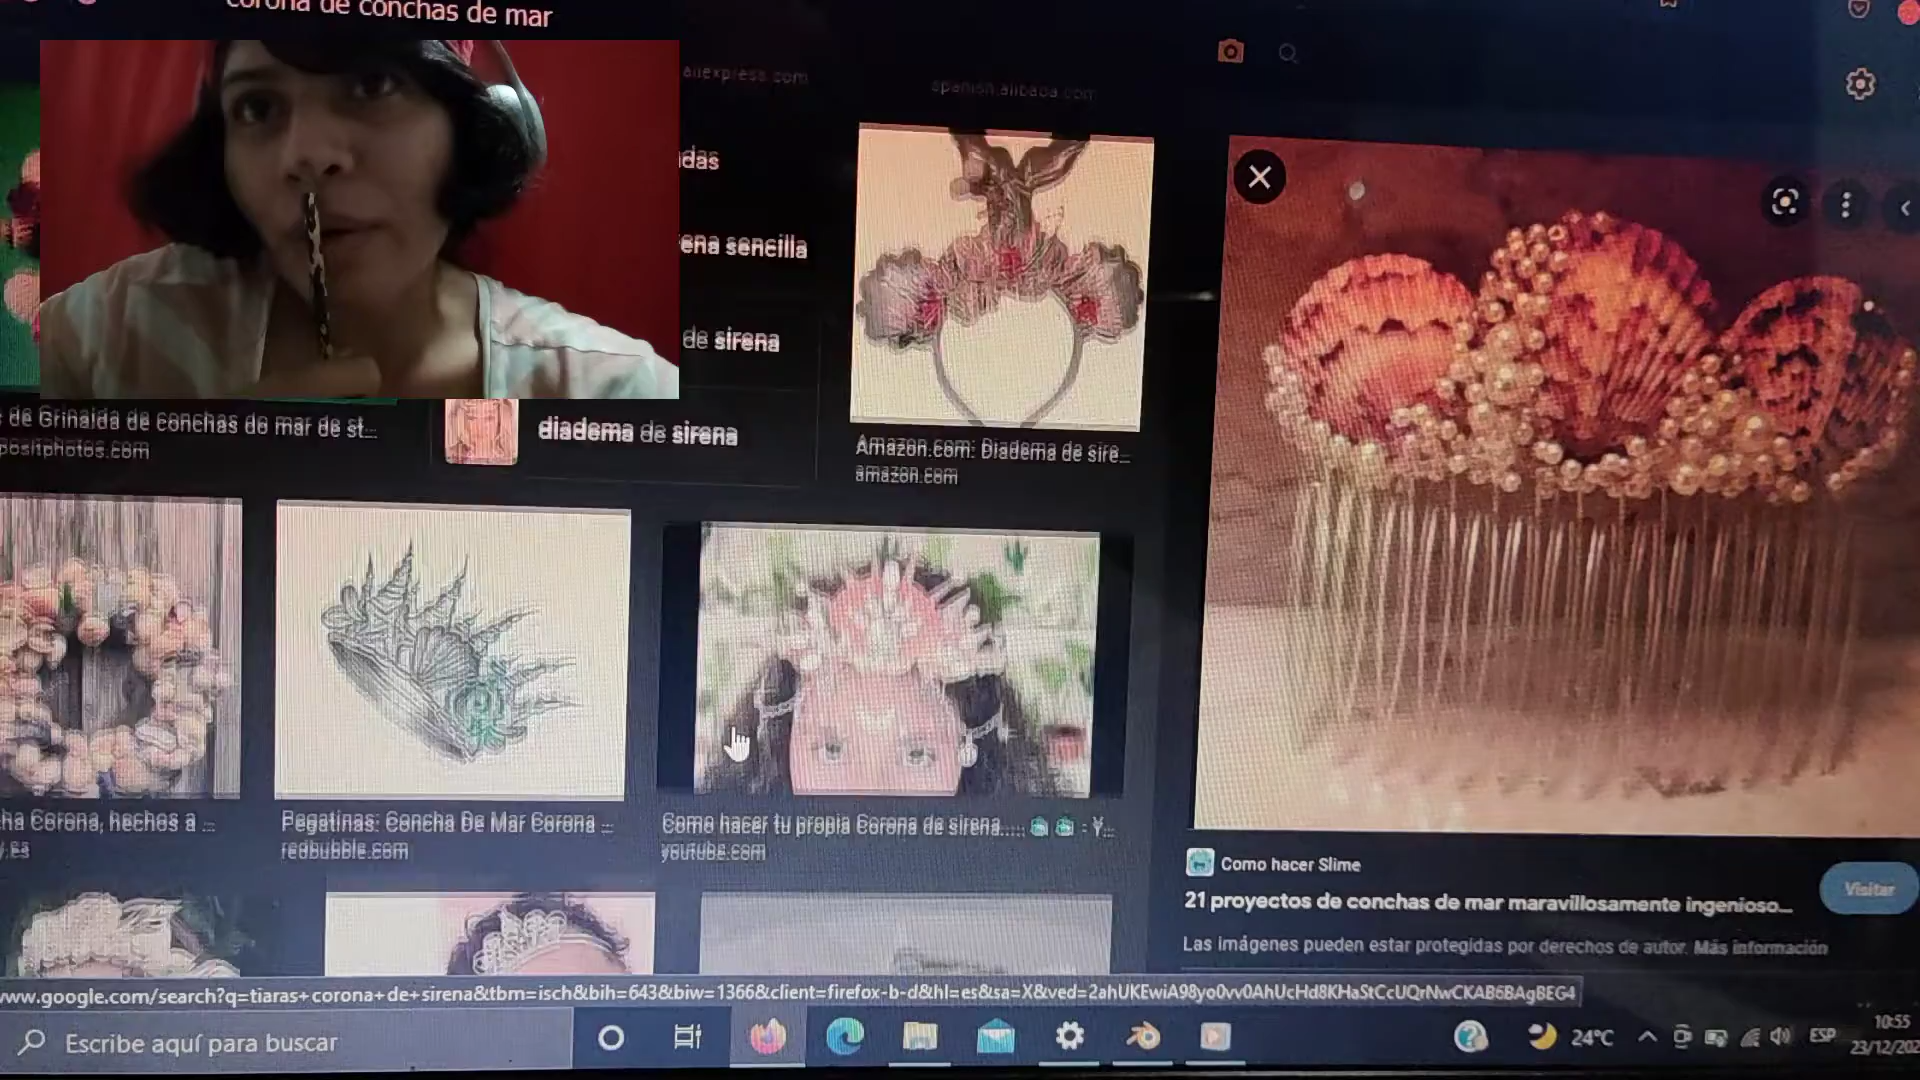 corona de conchas de mar
aliexpress.com
spanish.alibaba.com
das
ena sencilla
de sirena
de Grinalda de conchas do mar de st...
positphotos.com
diadema de sirena
Amazon.com: Diadema de sire...
amazon.com
ha Corona, hechos a ...
.es
Pegatinas: Concha De Mar Corona ...
redbubble.com
Como hacer tu propia Corona de sirena.....
youtube.com
Como hacer Slime
21 proyectos de conchas de mar maravillosamente ingenioso...
Visitar
Las imágenes pueden estar protegidas por derechos de autor. Más información
www.google.com/search?q=tiaras+corona+de+sirena&tbm=isch&bih=643&biw=1366&client=firefox-b-d&hl=es&sa=X&ved=2ahUKEwiA98yo0vv0AhUcHd8KHaStCcUQrNwCKAB6BAgBEG4
Escribe aquí para buscar
24°C
ESP
10:55
23/12/202